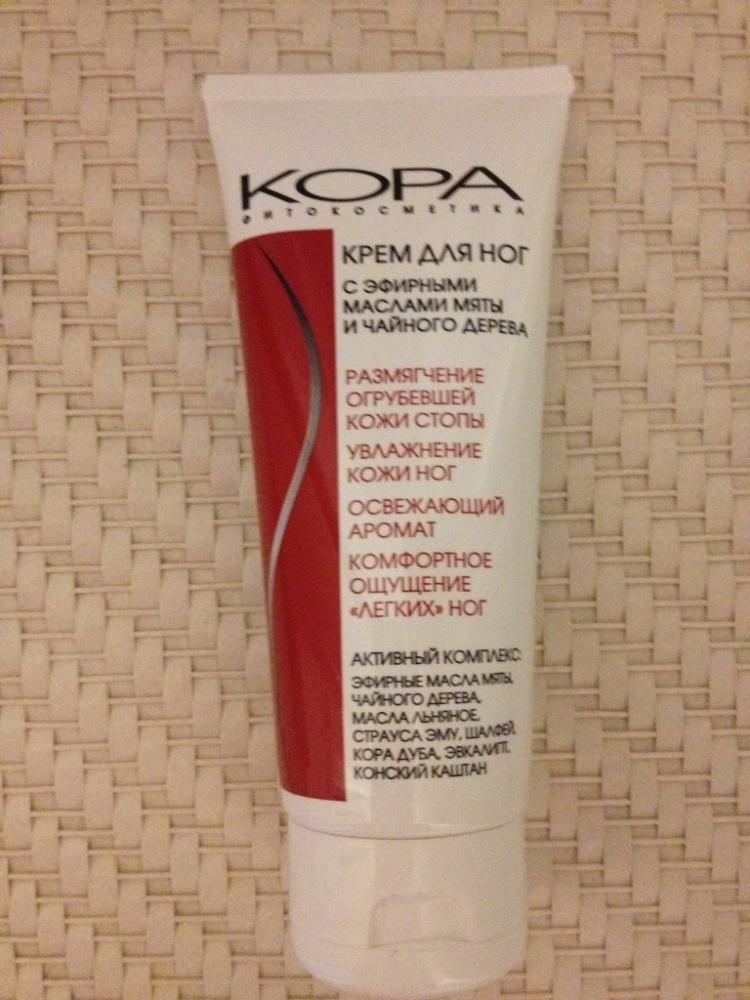 КОРА
ФИТОКОСМЕТИКА
КРЕМ ДЛЯ НОГ
С ЭФИРНЫМИ
МАСЛАМИ МЯТЫ
И ЧАЙНОГО ДЕРЕВА
РАЗМЯГЧЕНИЕ
ОГРУБЕВШЕЙ
КОЖИ СТОПЫ
УВЛАЖНЕНИЕ
КОЖИ НОГ
ОСВЕЖАЮЩИЙ
АРОМАТ
КОМФОРТНОЕ
ОЩУЩЕНИЕ
«ЛЕГКИХ» НОГ
АКТИВНЫЙ КОМПЛЕКС:
ЭФИРНЫЕ МАСЛА МЯТЫ,
ЧАЙНОГО ДЕРЕВА,
МАСЛА ЛЬНЯНОЕ,
СТРАУСА ЭМУ, ШАЛФЕЙ,
КОРА ДУБА, ЭВКАЛИПТ,
КОНСКИЙ КАШТАН